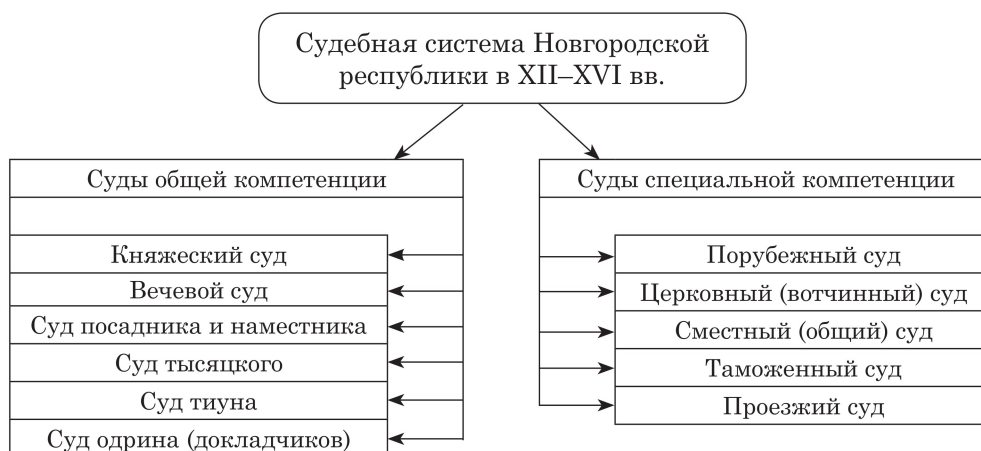 Судебная система Новгородской
республики в XII–XVI вв.
Суды общей компетенции
Княжеский суд
Вечевой суд
Суд посадника и наместника
Суд тысяцкого
Суд тиуна
Суд одрина (докладчиков)
Суды специальной компетенции
Порубежный суд
Церковный (вотчинный) суд
Сместный (общий) суд
Таможенный суд
Проезжий суд